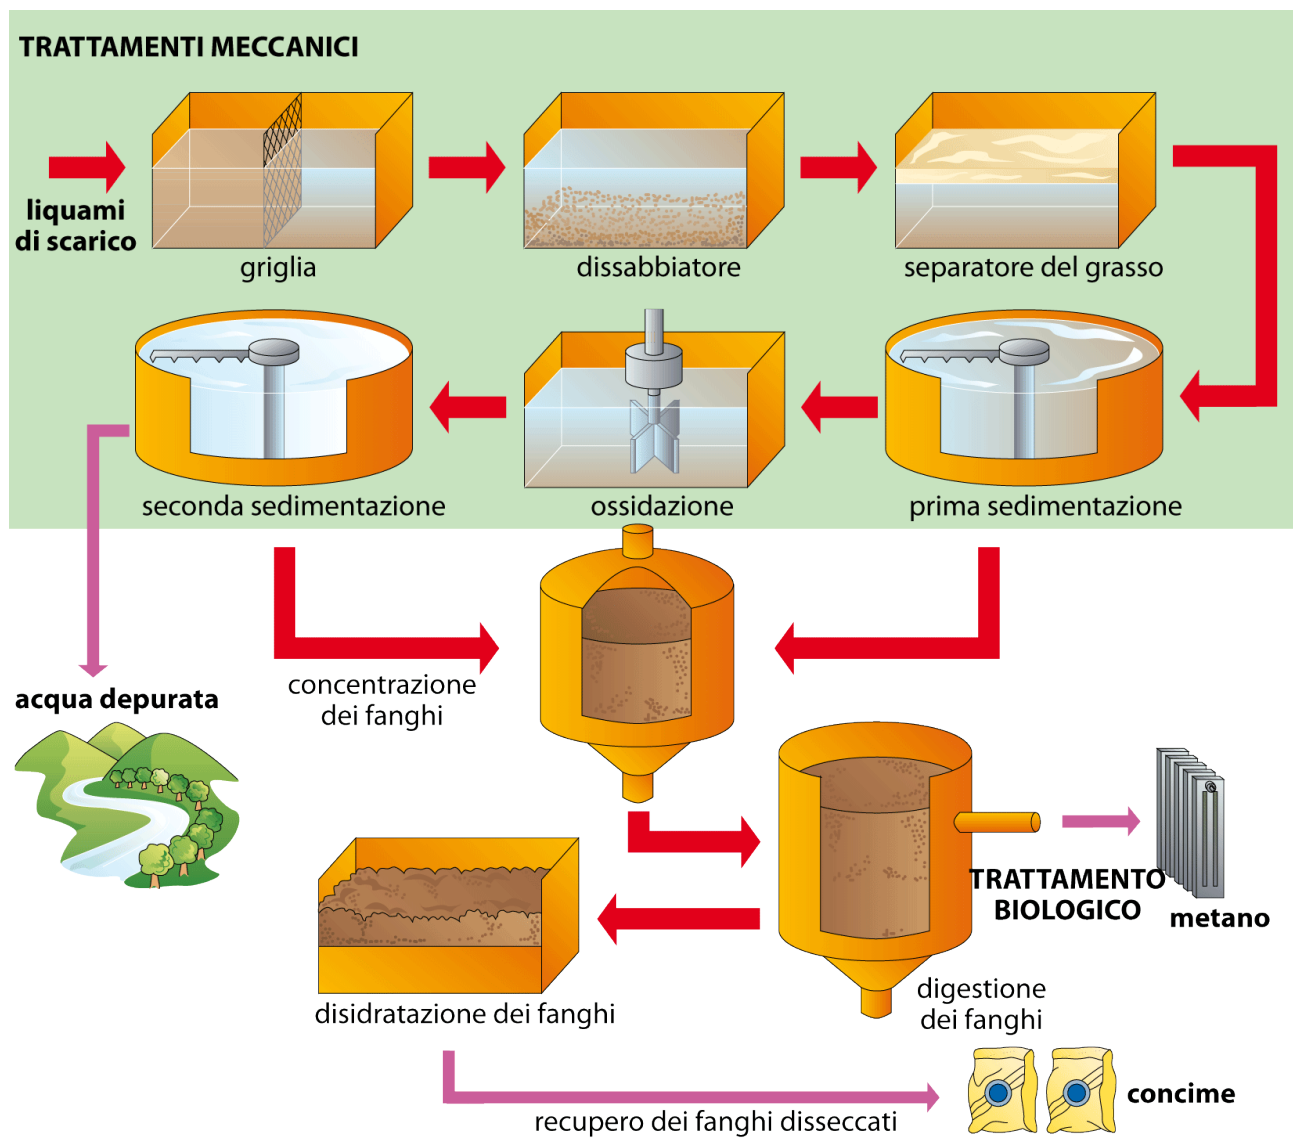 TRATTAMENTI MECCANICI
liquami
di scarico
griglia
dissabbiatore
separatore del grasso
seconda sedimentazione
ossidazione
prima sedimentazione
concentrazione
dei fanghi
acqua depurata
TRATTAMENTO
BIOLOGICO
metano
digestione
dei fanghi
disidratazione dei fanghi
concime
recupero dei fanghi disseccati